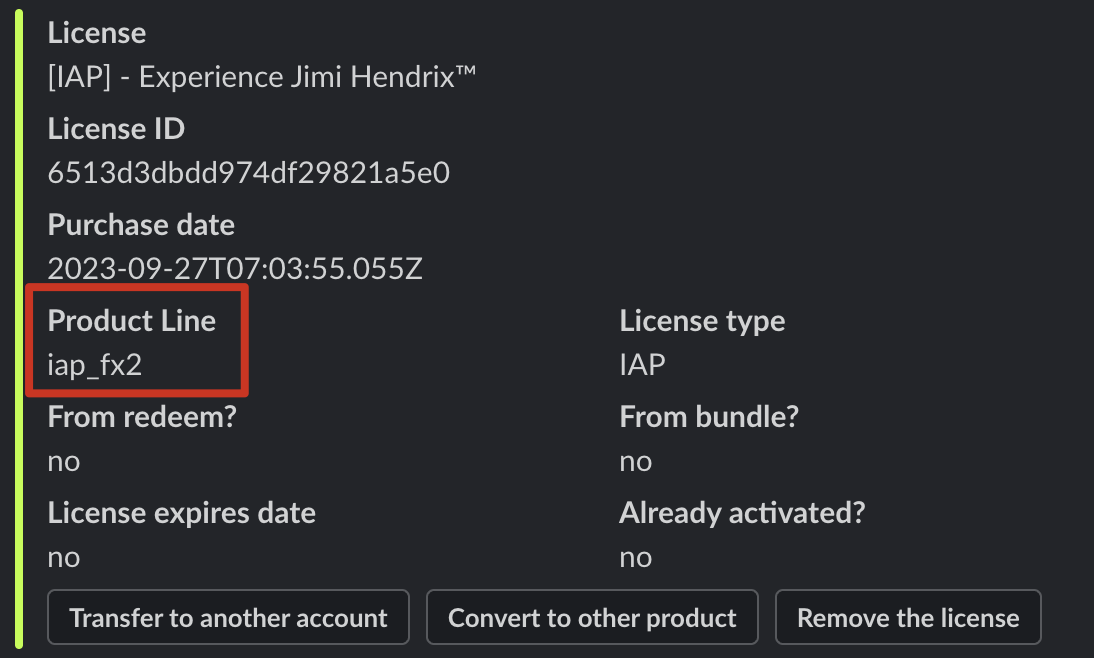 License
[IAP] - Experience Jimi Hendrix™
License ID
6513d3dbdd974df29821a5e0
Purchase date
2023-09-27T07:03:55.055Z
Product Line
License type
iap_fx2
IAP
From redeem?
From bundle?
no
no
License expires date
Already activated?
no
no
Transfer to another account
Convert to other product
Remove the license